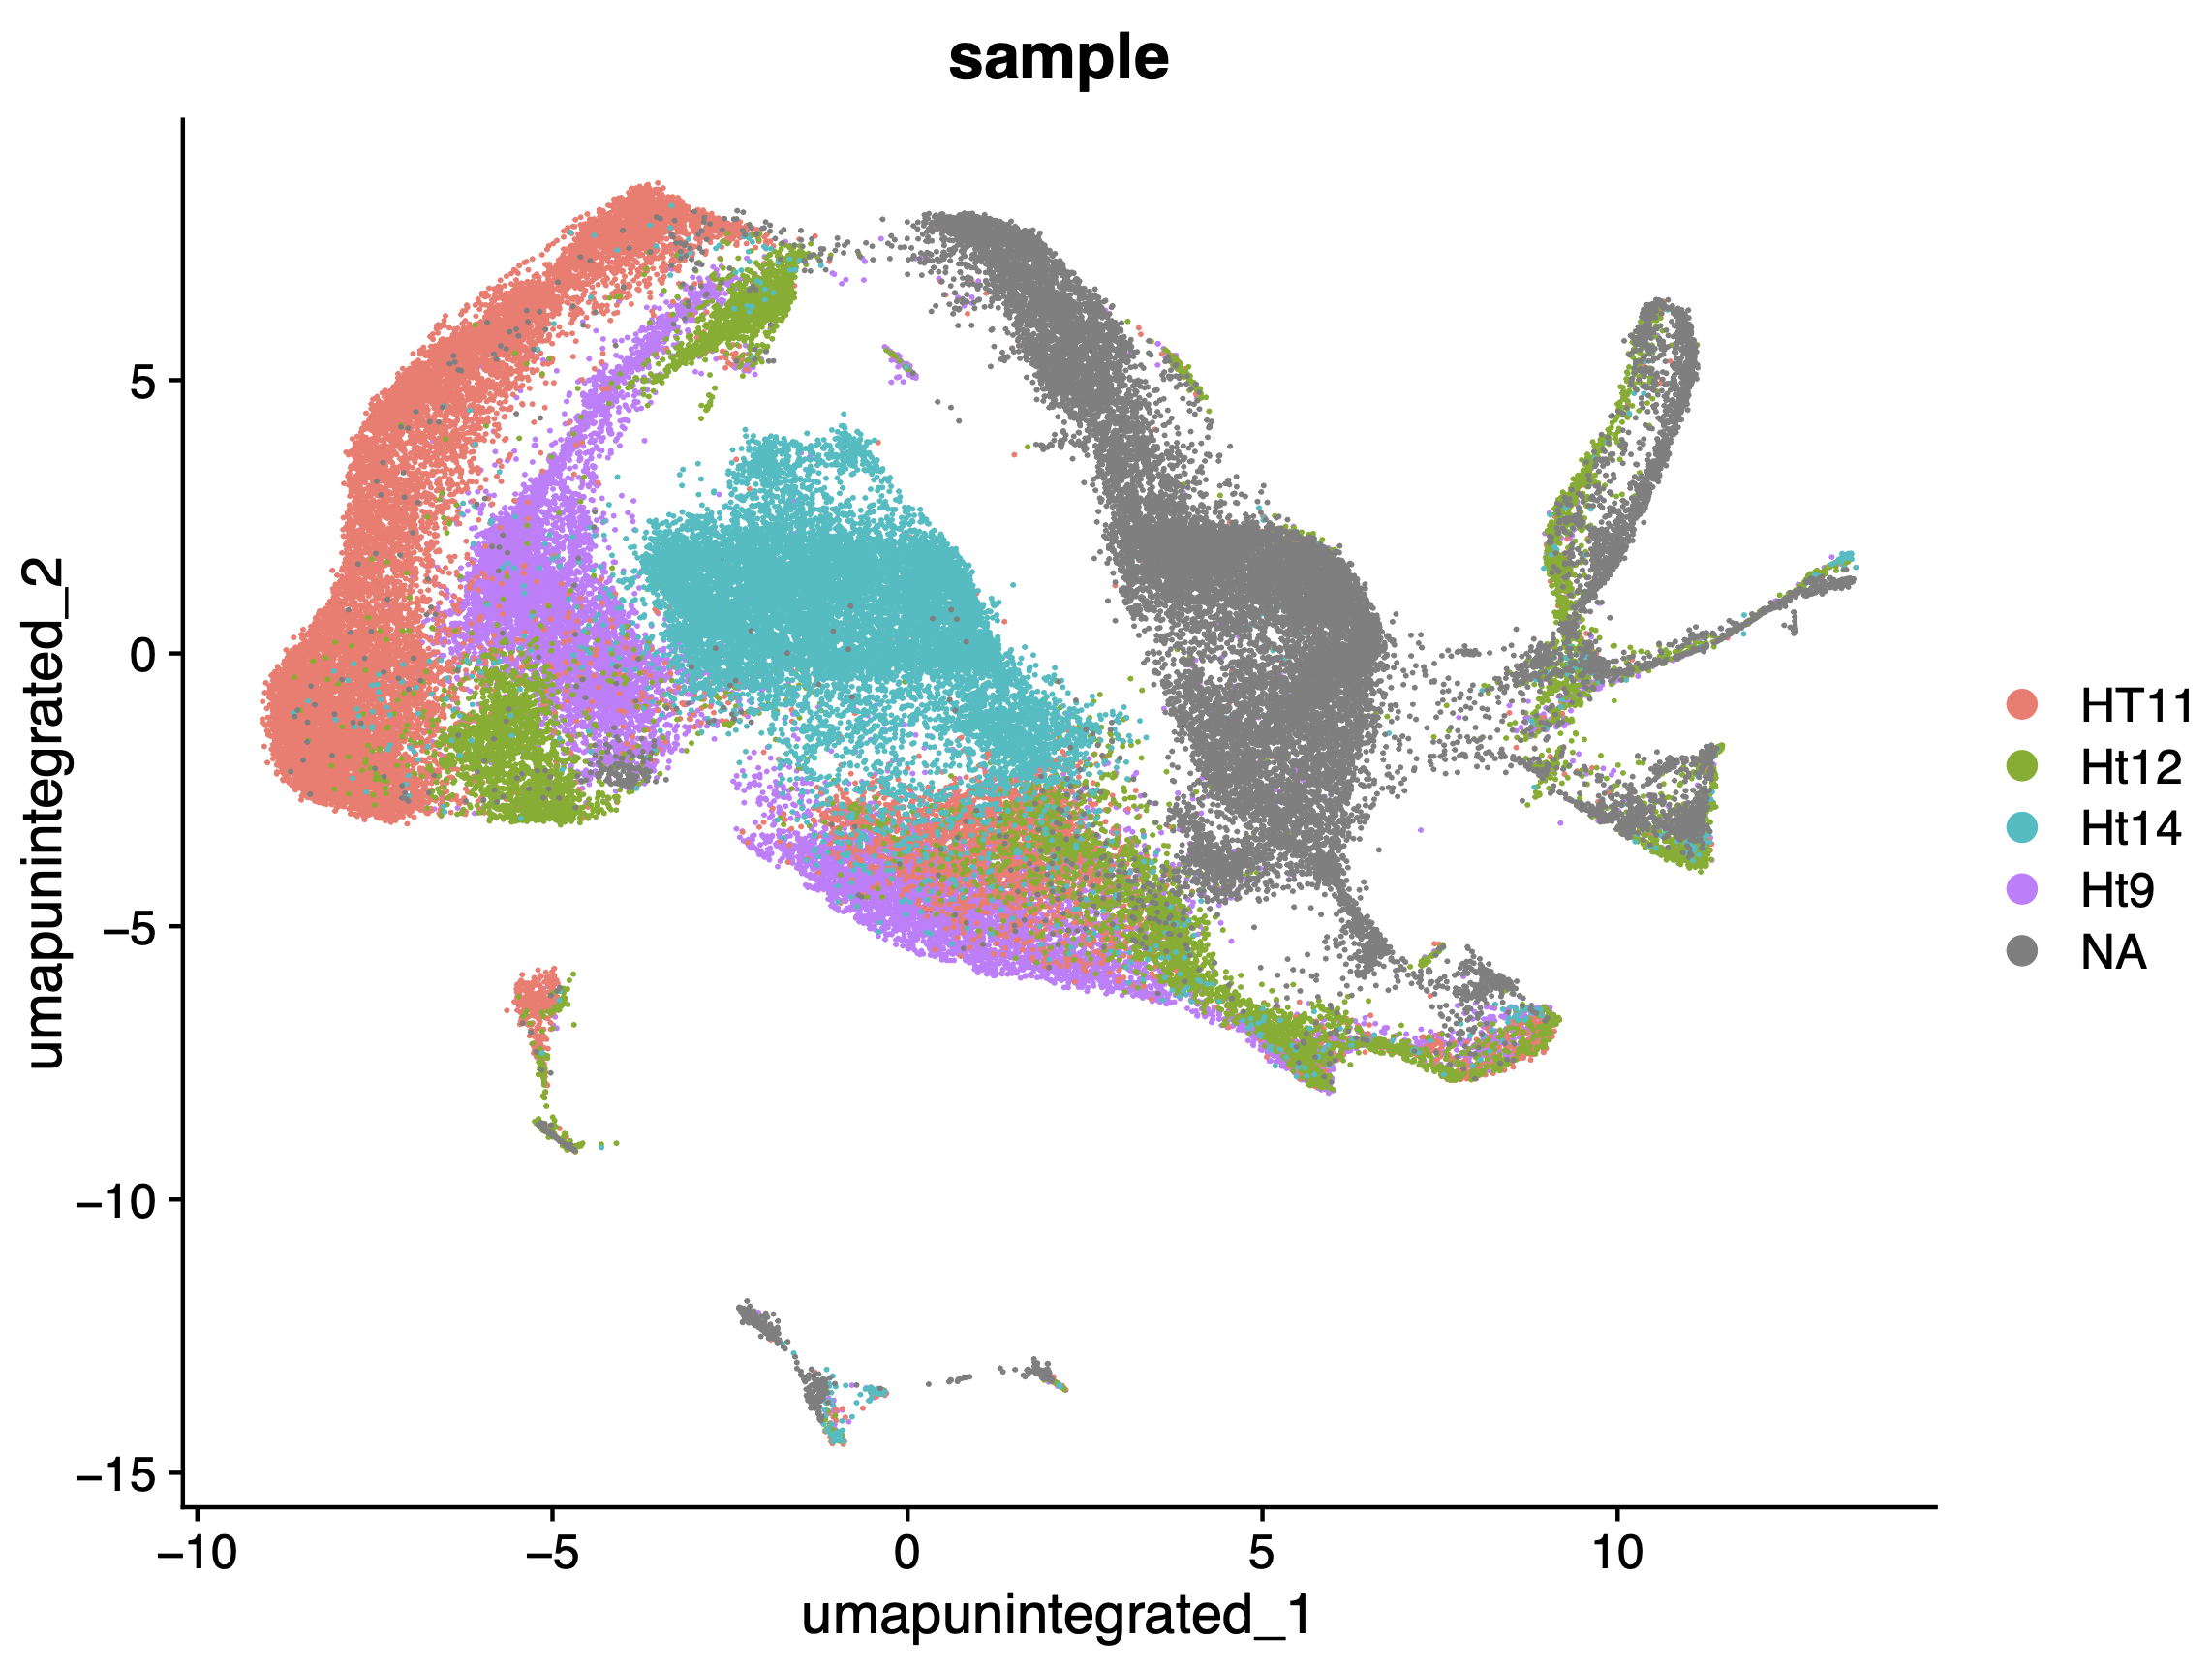 sample
umapunintegrated_2
5
0
−5
−10
−15
−10
−5
0
5
10
umapunintegrated_1
HT11
Ht12
Ht14
Ht9
NA